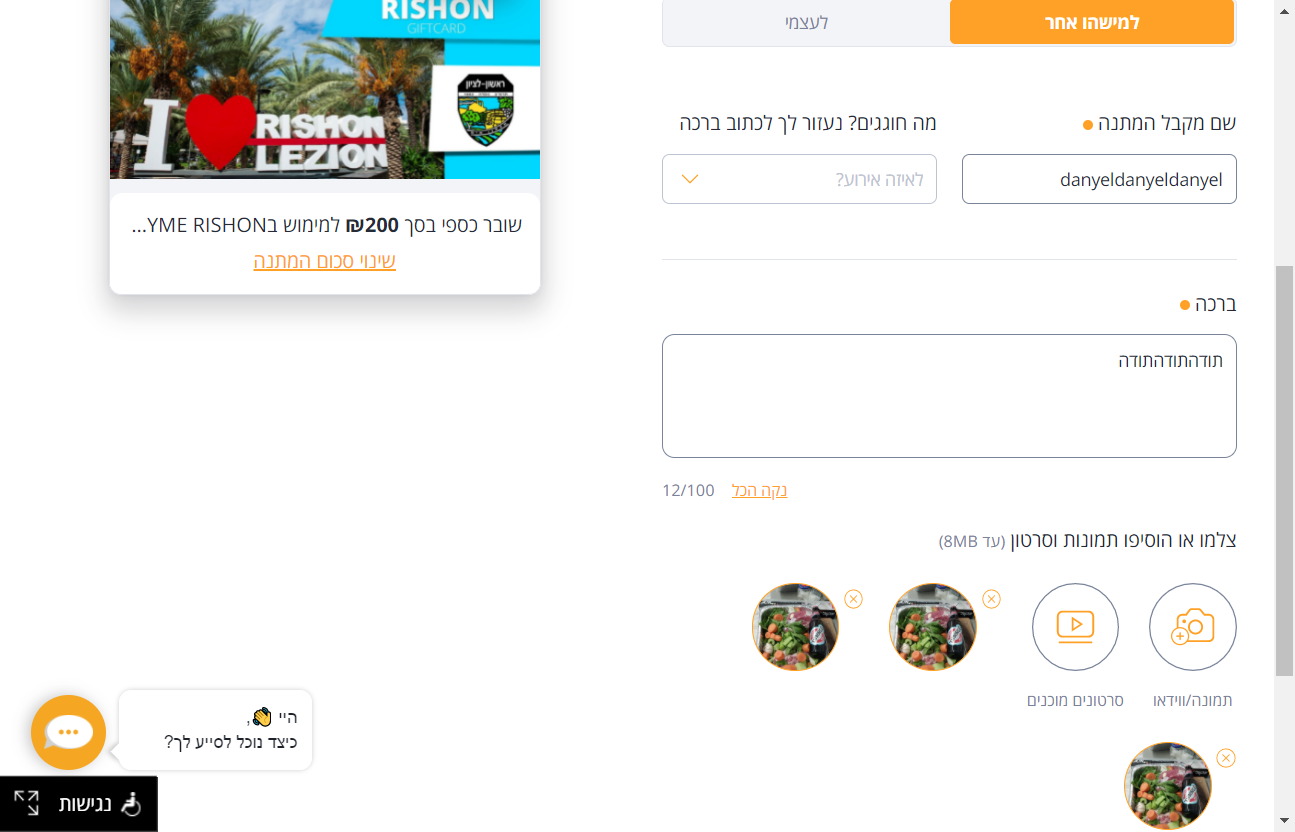 למישהו אחר
לעצמי
שם מקבל המתנה
מה חוגגים? נעזור לך לכתוב ברכה
danyeldanyeldanyel
לאיזה אירוע?
ברכה
תודהתודהתודה
נקה הכל
12/100
צלמו או הוסיפו תמונות וסרטון (עד 8MB)
תמונה/ווידאו
סרטונים מוכנים
RISHON
GIFTCARD
ראשון-לציון
I RISHON
LEZION
שובר כספי בסך 200₪ למימוש בYME RISHON...
שינוי סכום המתנה
היי 👋,
כיצד נוכל לסייע לך?
נגישות